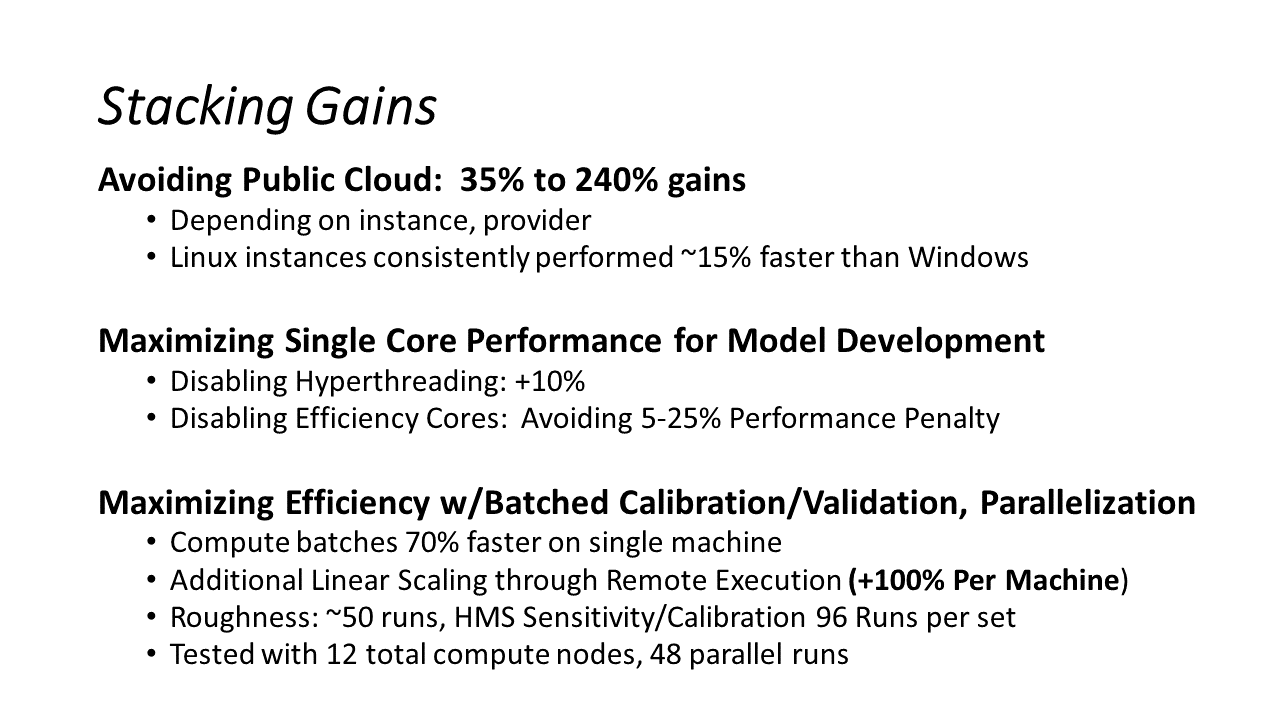 Stacking Gains
Avoiding Public Cloud:  35% to 240% gains
• Depending on instance, provider
• Linux instances consistently performed ~15% faster than Windows
Maximizing Single Core Performance for Model Development
• Disabling Hyperthreading: +10%
• Disabling Efficiency Cores:  Avoiding 5-25% Performance Penalty
Maximizing Efficiency w/Batched Calibration/Validation, Parallelization
• Compute batches 70% faster on single machine
• Additional Linear Scaling through Remote Execution (+100% Per Machine)
• Roughness: ~50 runs, HMS Sensitivity/Calibration 96 Runs per set
• Tested with 12 total compute nodes, 48 parallel runs